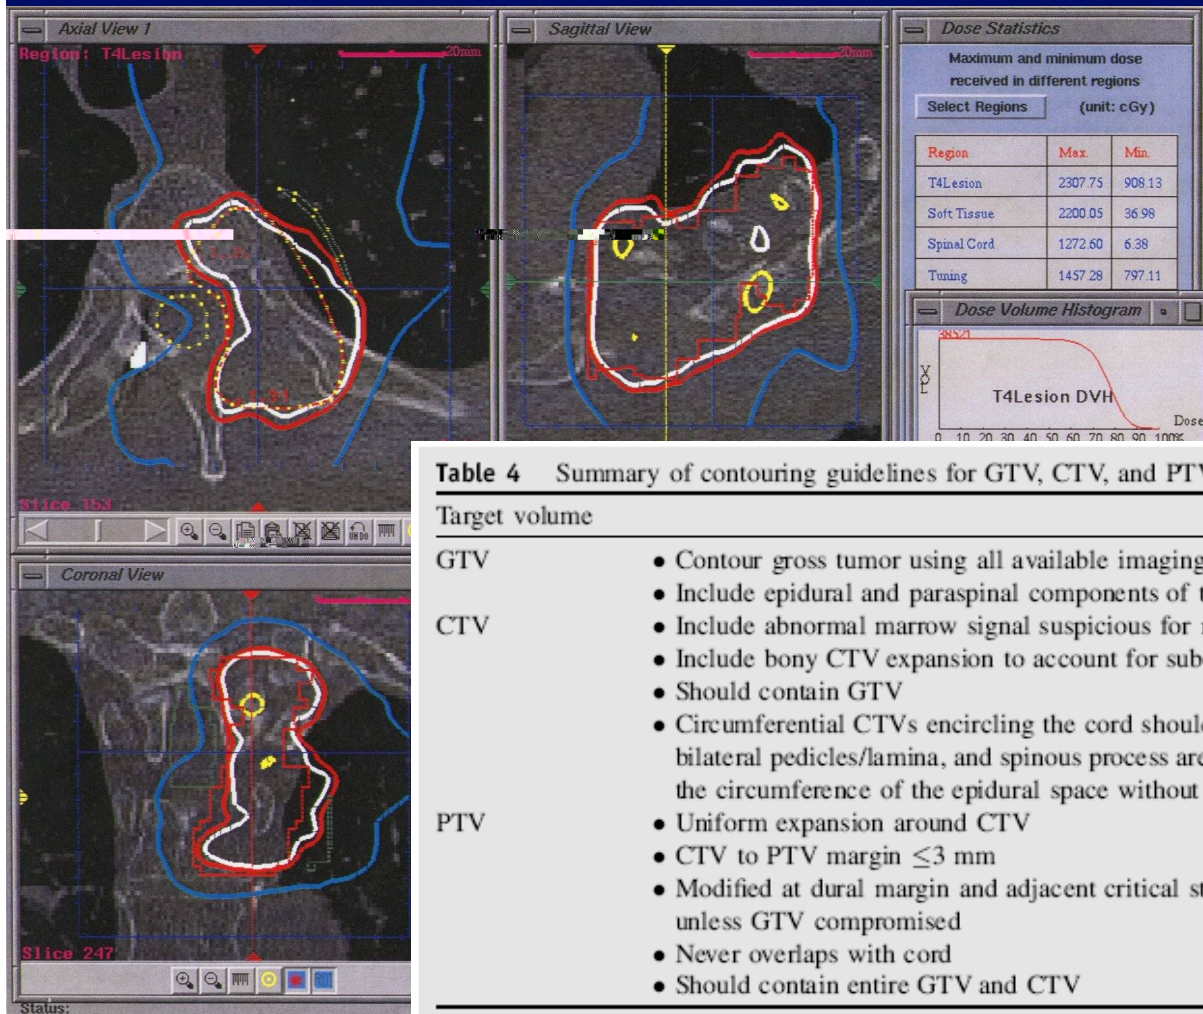 Axial View 1
Region: T4Lesion
20mm
Slice 153
Sagittal View
20mm
Dose Statistics
Maximum and minimum dose
received in different regions
Select Regions (unit: cGy)
Region Max. Min.
T4Lesion 2307.75 908.13
Soft Tissue 2200.05 36.98
Spinal Cord 1272.60 6.38
Tuning 1457.28 797.11
Dose Volume Histogram
38521
VOL
T4Lesion DVH
Dose
0 10 20 30 40 50 60 70 80 90 100%
UNDO
Coronal View
Slice 247
Status:
Table 4 Summary of contouring guidelines for GTV, CTV, and PTV
Target volume
GTV • Contour gross tumor using all available imaging
• Include epidural and paraspinal components of t
CTV • Include abnormal marrow signal suspicious for
• Include bony CTV expansion to account for sub
• Should contain GTV
• Circumferential CTVs encircling the cord shoul
bilateral pedicles/lamina, and spinous process are
the circumference of the epidural space without
PTV • Uniform expansion around CTV
• CTV to PTV margin ≤3 mm
• Modified at dural margin and adjacent critical st
unless GTV compromised
• Never overlaps with cord
• Should contain entire GTV and CTV